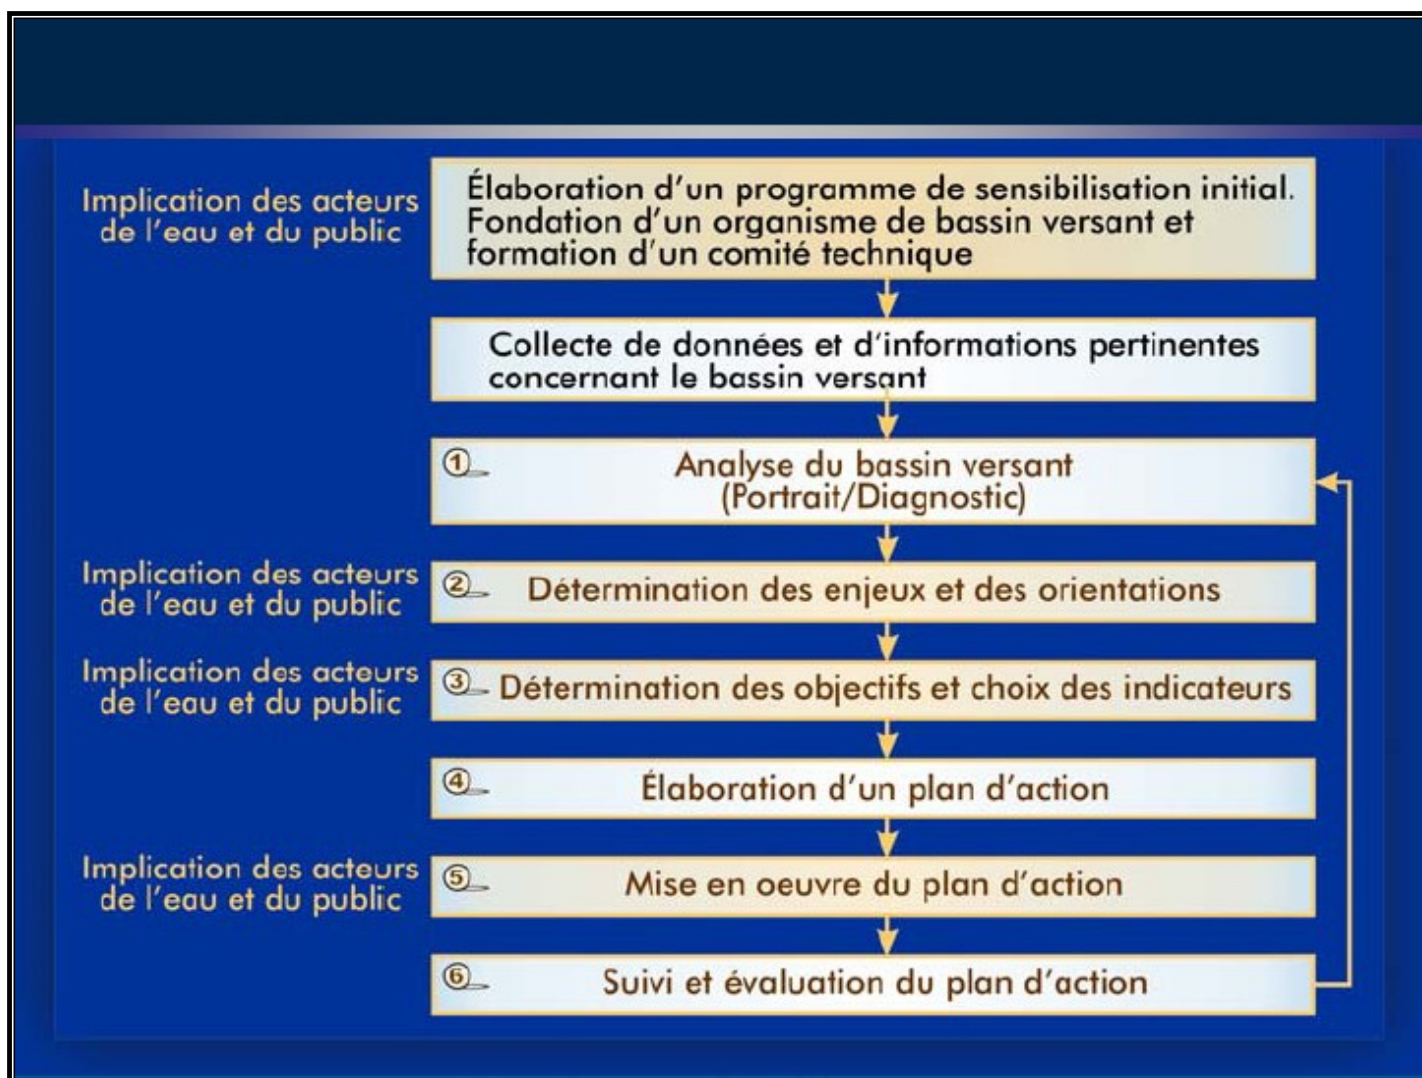 Implication des acteurs
de l'eau et du public
Élaboration d'un programme de sensibilisation initial.
Fondation d'un organisme de bassin versant et
formation d'un comité technique
Collecte de données et d'informations pertinentes
concernant le bassin versant
1
Analyse du bassin versant
(Portrait/Diagnostic)
Implication des acteurs
de l'eau et du public
2
Détermination des enjeux et des orientations
Implication des acteurs
de l'eau et du public
3
Détermination des objectifs et choix des indicateurs
4
Élaboration d'un plan d'action
Implication des acteurs
de l'eau et du public
5
Mise en oeuvre du plan d'action
6
Suivi et évaluation du plan d'action